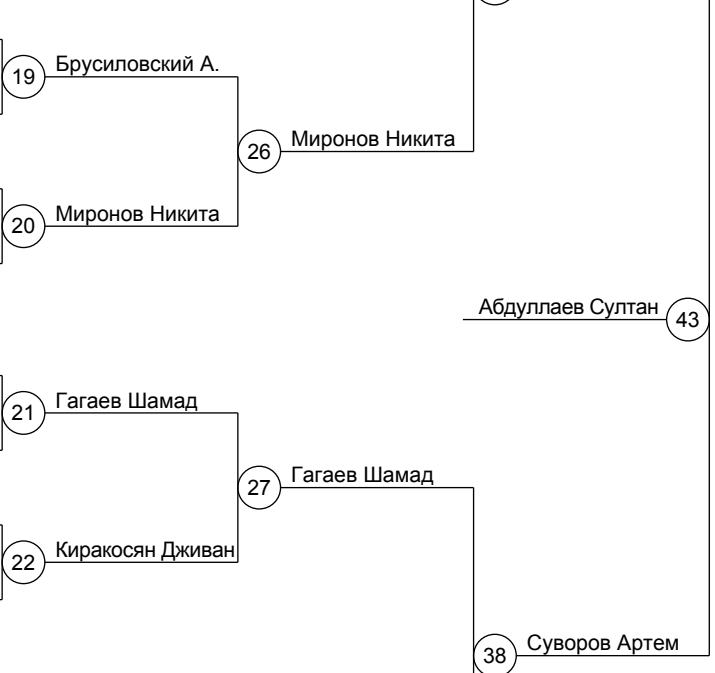 19 Брусиловский А.
26 Миронов Никита
20 Миронов Никита
Абдуллаев Султан 43
21 Гагаев Шамад
27 Гагаев Шамад
22 Киракосян Дживан
38 Суворов Артем